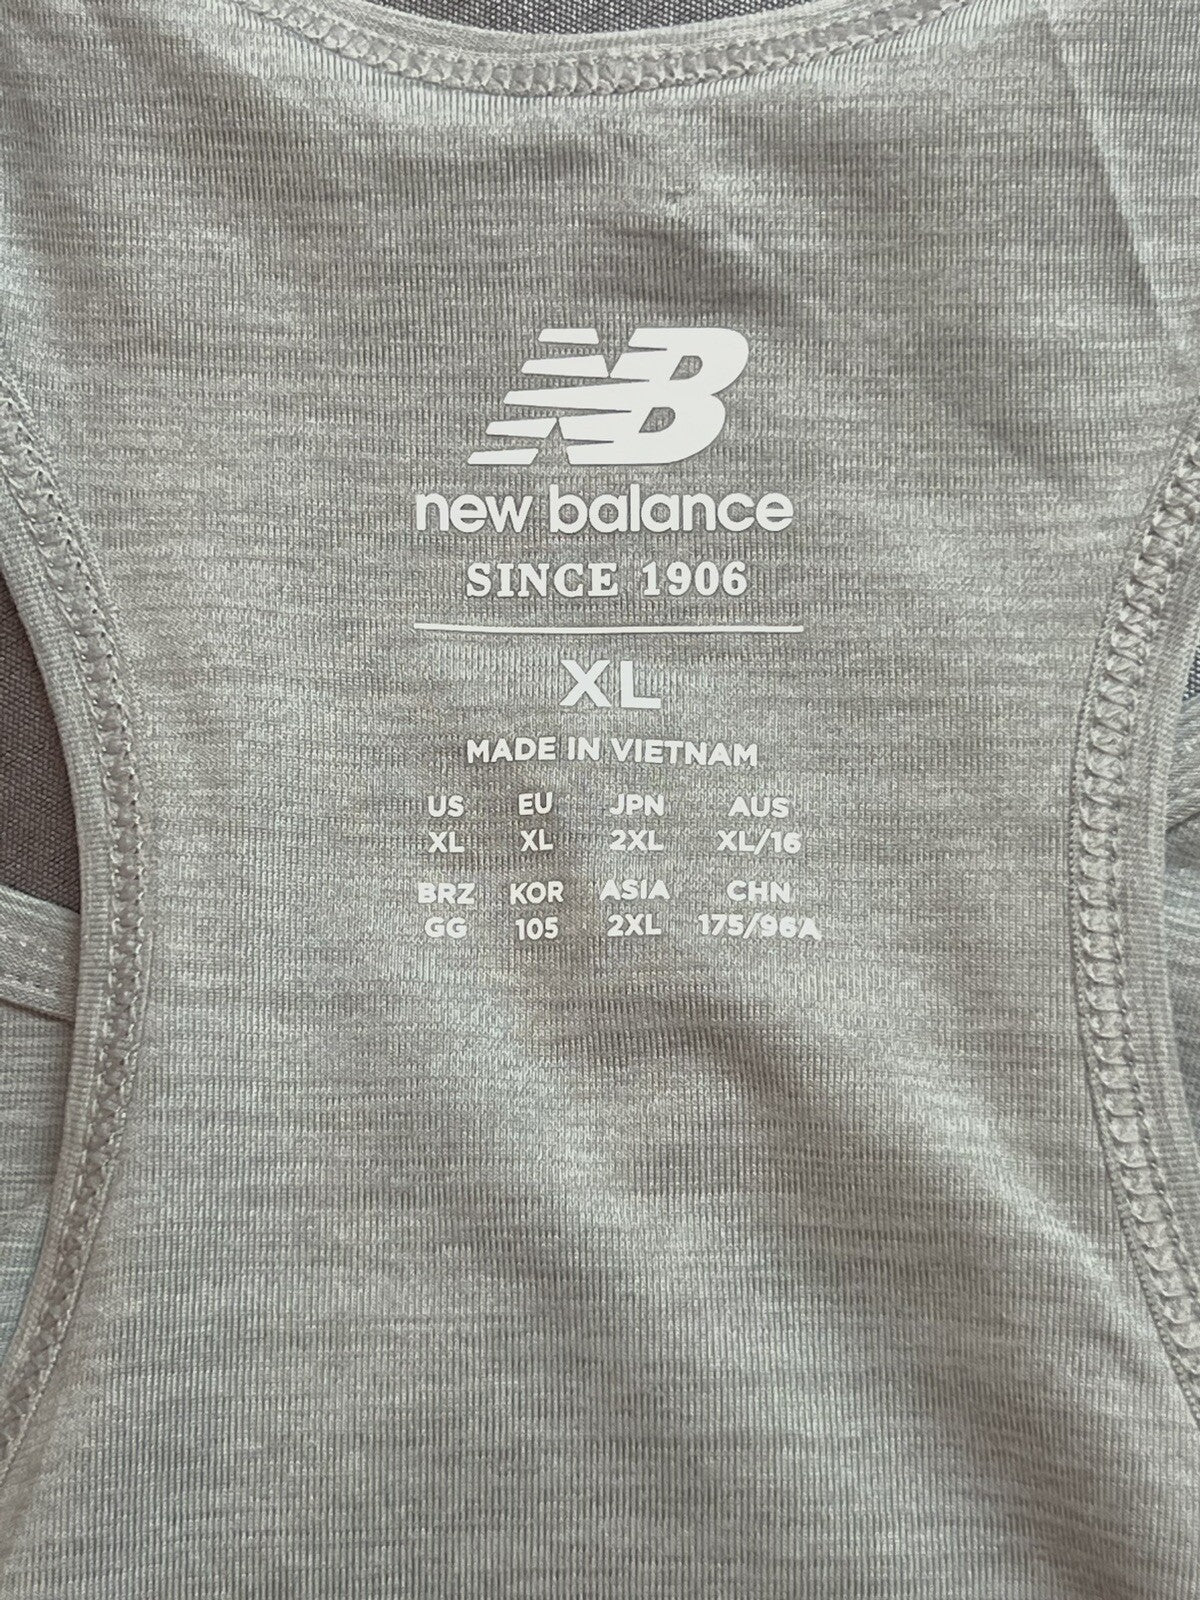 NB
new balance
SINCE 1906
XL
MADE IN VIETNAM
US EU JPN AUS
XL XL 2XL XL/16
BRZ KOR ASIA CHN
GG 105 2XL 175/96A